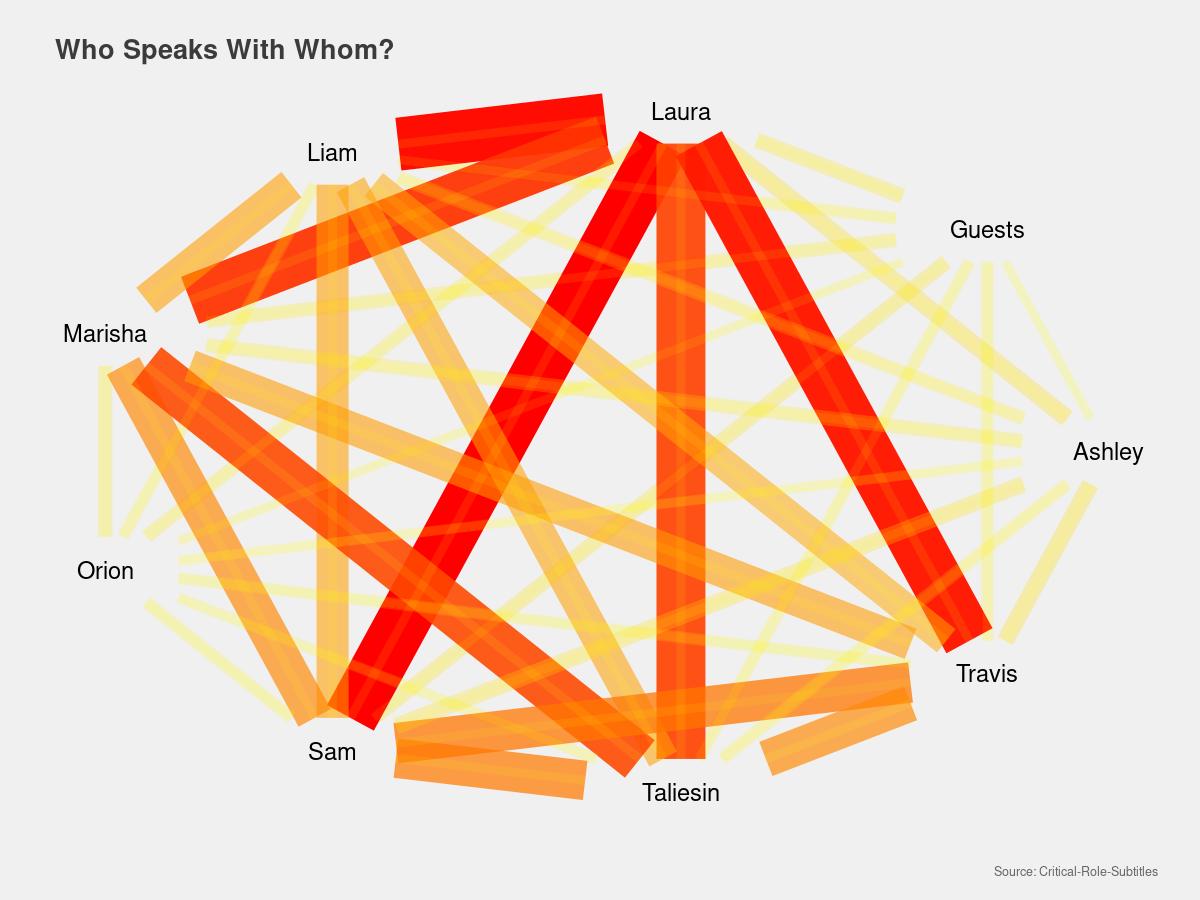 Who Speaks With Whom?
Laura
Liam
Guests
Marisha
Ashley
Orion
Travis
Sam
Taliesin
Source: Critical-Role-Subtitles